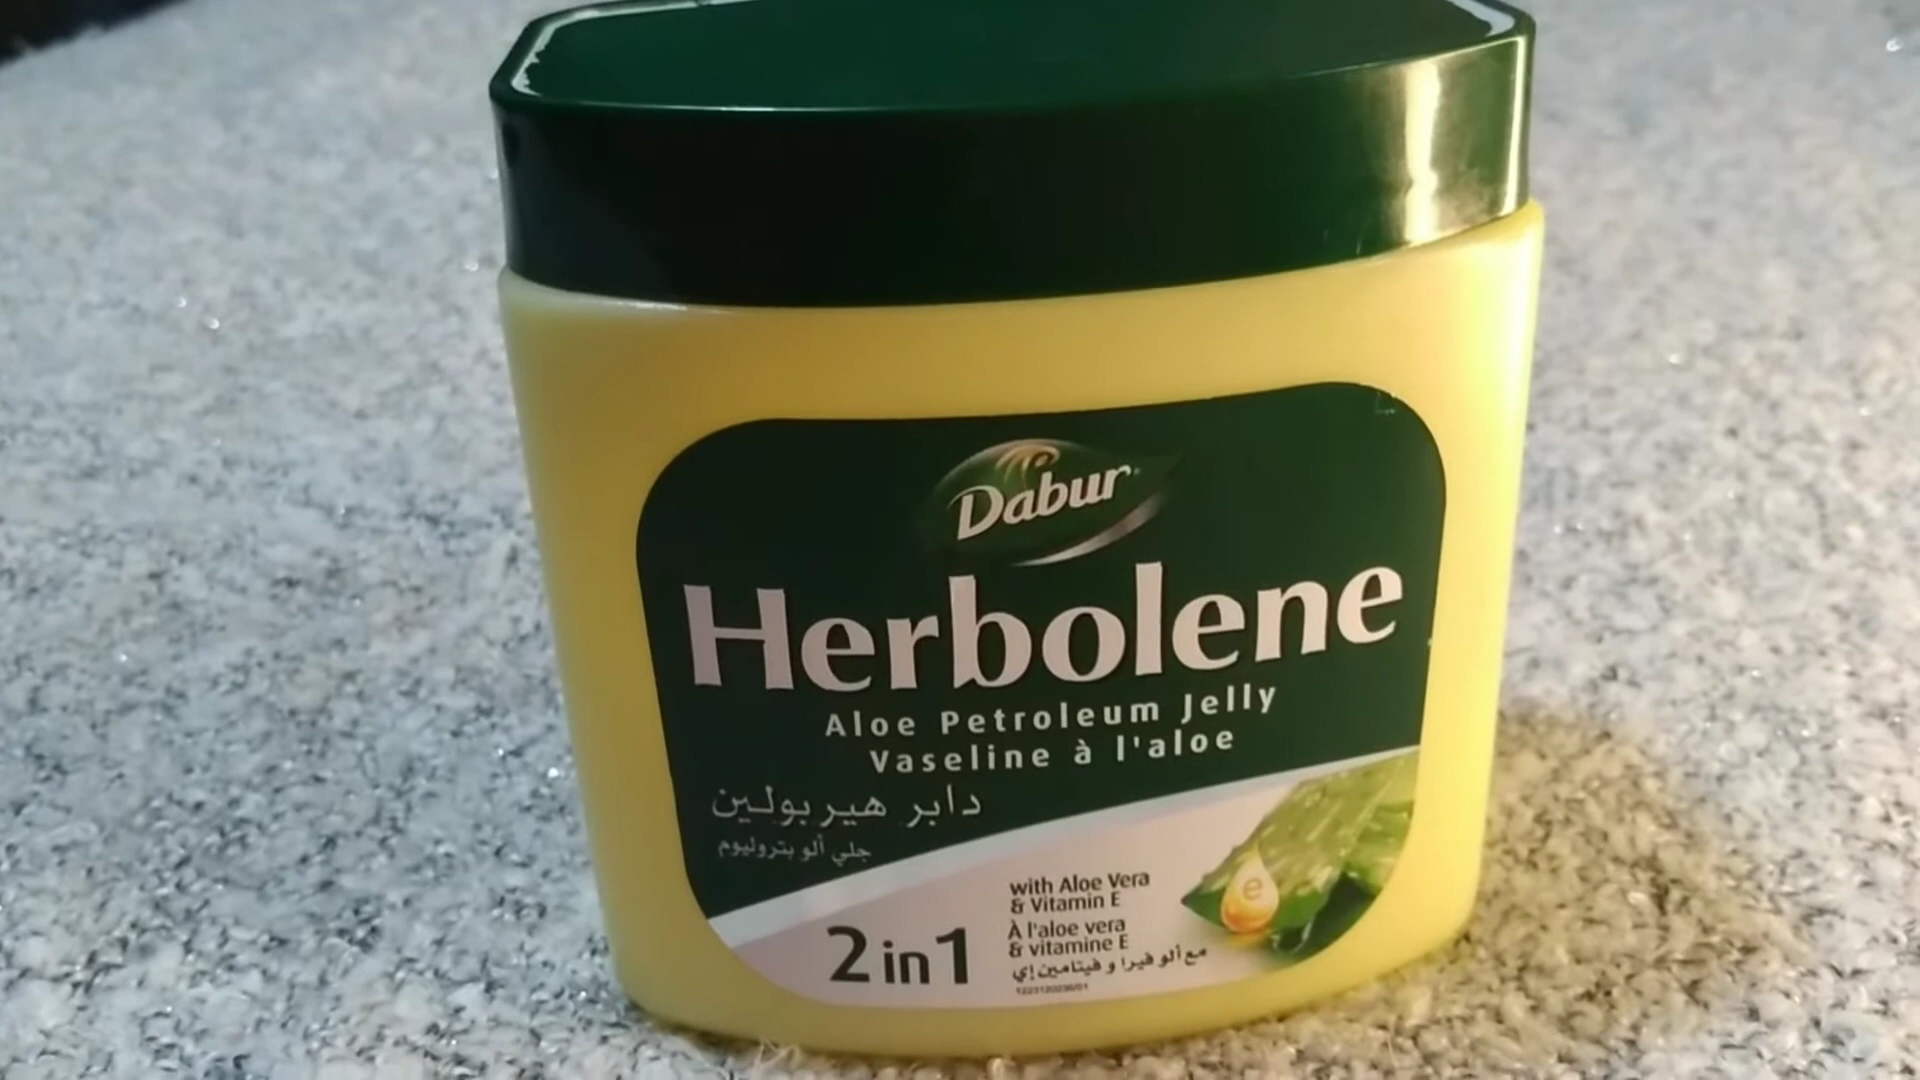 Dabur
Herbolene
Aloe Petroleum Jelly
Vaseline à l'aloe
دابر هيربولين
جلي ألو بتروليوم
2 in 1
with Aloe Vera
& Vitamin E
À l'aloe vera
& vitamine E
مع ألو فيرا و فيتامين إي
e